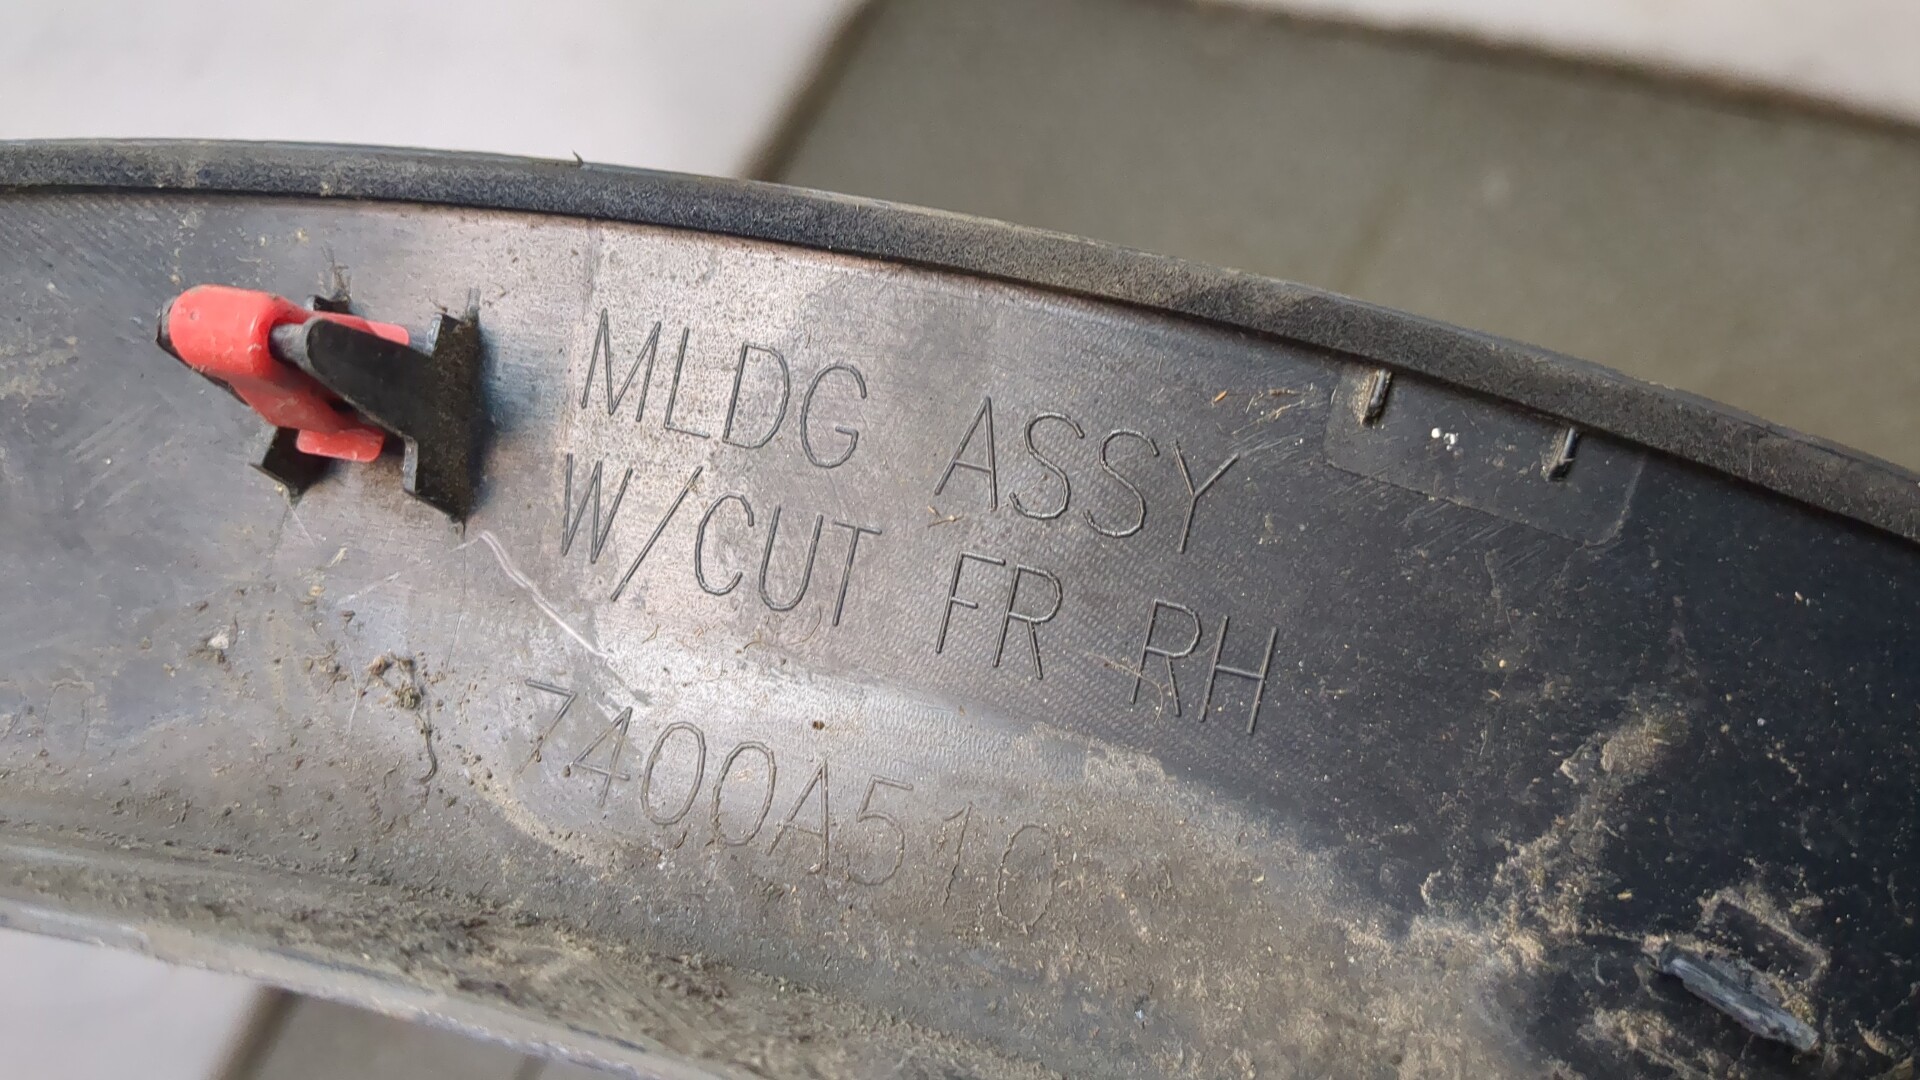 MLDG ASSY
W/CUT FR RH
7400A510